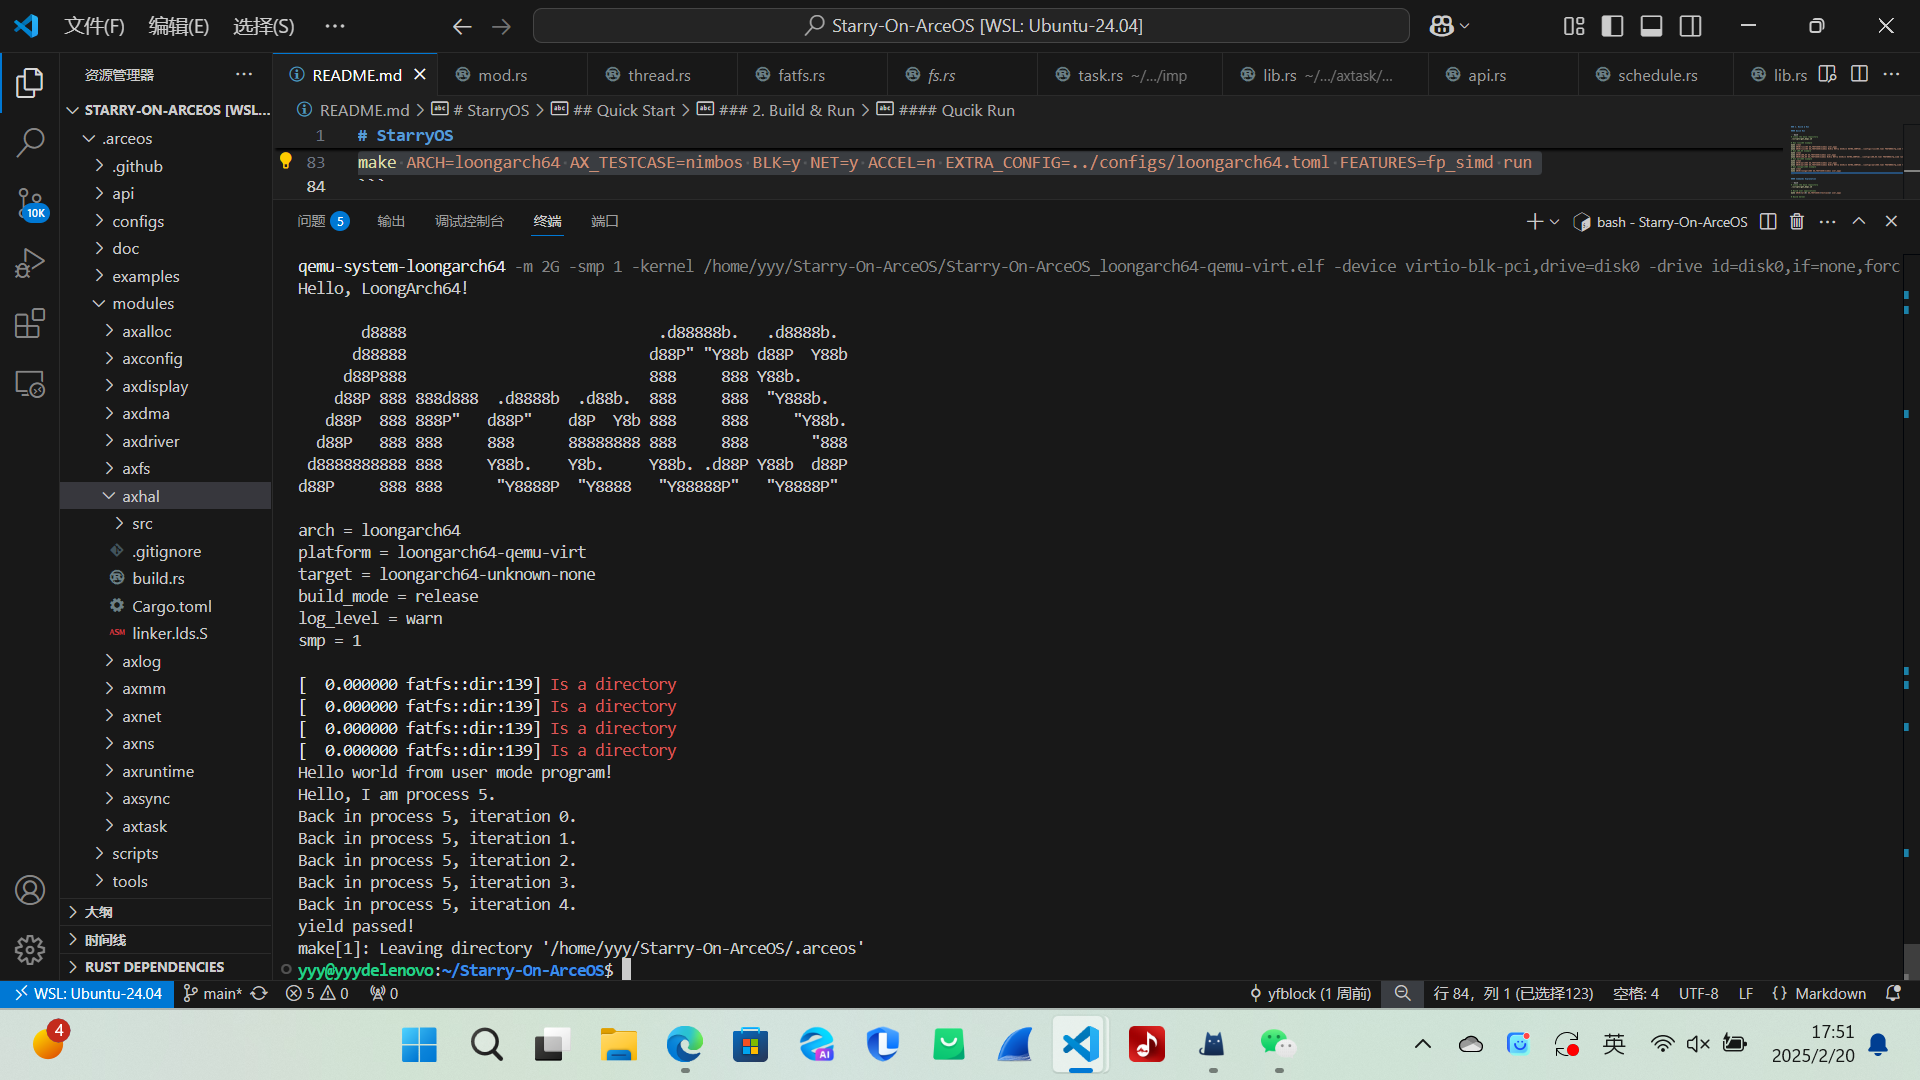 文件(F) 编辑(E) 选择(S) ··· Starry-On-ArceOS [WSL: Ubuntu-24.04]
资源管理器 ···
README.md mod.rs thread.rs fatfs.rs fs.rs task.rs ~/.../imp lib.rs ~/.../axtask/... api.rs schedule.rs lib.rs ···
STARRY-ON-ARCEOS [WSL...
.arceos
.github
api
configs
doc
examples
modules
axalloc
axconfig
axdisplay
axdma
axdriver
axfs
axhal
src
.gitignore
build.rs
Cargo.toml
ASM linker.lds.S
axlog
axmm
axnet
axns
axruntime
axsync
axtask
scripts
tools
大纲
时间线
RUST DEPENDENCIES
10K
README.md > # StarryOS > ## Quick Start > ### 2. Build & Run > #### Qucik Run
1 # StarryOS
83 make ARCH=loongarch64 AX_TESTCASE=nimbos BLK=y NET=y ACCEL=n EXTRA_CONFIG=../configs/loongarch64.toml FEATURES=fp_simd run
84 ```
问题 5 输出 调试控制台 终端 端口 bash - Starry-On-ArceOS ···
qemu-system-loongarch64 -m 2G -smp 1 -kernel /home/yyy/Starry-On-ArceOS/Starry-On-ArceOS_loongarch64-qemu-virt.elf -device virtio-blk-pci,drive=disk0 -drive id=disk0,if=none,forc
Hello, LoongArch64!
       d8888                            .d88888b.   .d8888b.
      d88888                           d88P" "Y88b d88P  Y88b
     d88P888                           888     888 Y88b.
    d88P 888 888d888  .d8888b  .d88b.  888     888  "Y888b.
   d88P  888 888P"   d88P"    d8P  Y8b 888     888     "Y88b.
  d88P   888 888     888      88888888 888     888       "888
 d8888888888 888     Y88b.    Y8b.     Y88b. .d88P Y88b  d88P
d88P     888 888      "Y8888P  "Y8888   "Y88888P"   "Y8888P"
arch = loongarch64
platform = loongarch64-qemu-virt
target = loongarch64-unknown-none
build_mode = release
log_level = warn
smp = 1
[  0.000000 fatfs::dir:139] Is a directory
[  0.000000 fatfs::dir:139] Is a directory
[  0.000000 fatfs::dir:139] Is a directory
[  0.000000 fatfs::dir:139] Is a directory
Hello world from user mode program!
Hello, I am process 5.
Back in process 5, iteration 0.
Back in process 5, iteration 1.
Back in process 5, iteration 2.
Back in process 5, iteration 3.
Back in process 5, iteration 4.
yield passed!
make[1]: Leaving directory '/home/yyy/Starry-On-ArceOS/.arceos'
yyy@yyydelenovo:~/Starry-On-ArceOS$
WSL: Ubuntu-24.04 main* 5 0 0 yfblock (1 周前) 行 84，列 1 (已选择123) 空格: 4 UTF-8 LF {} Markdown
4 AI 英 17:51
2025/2/20